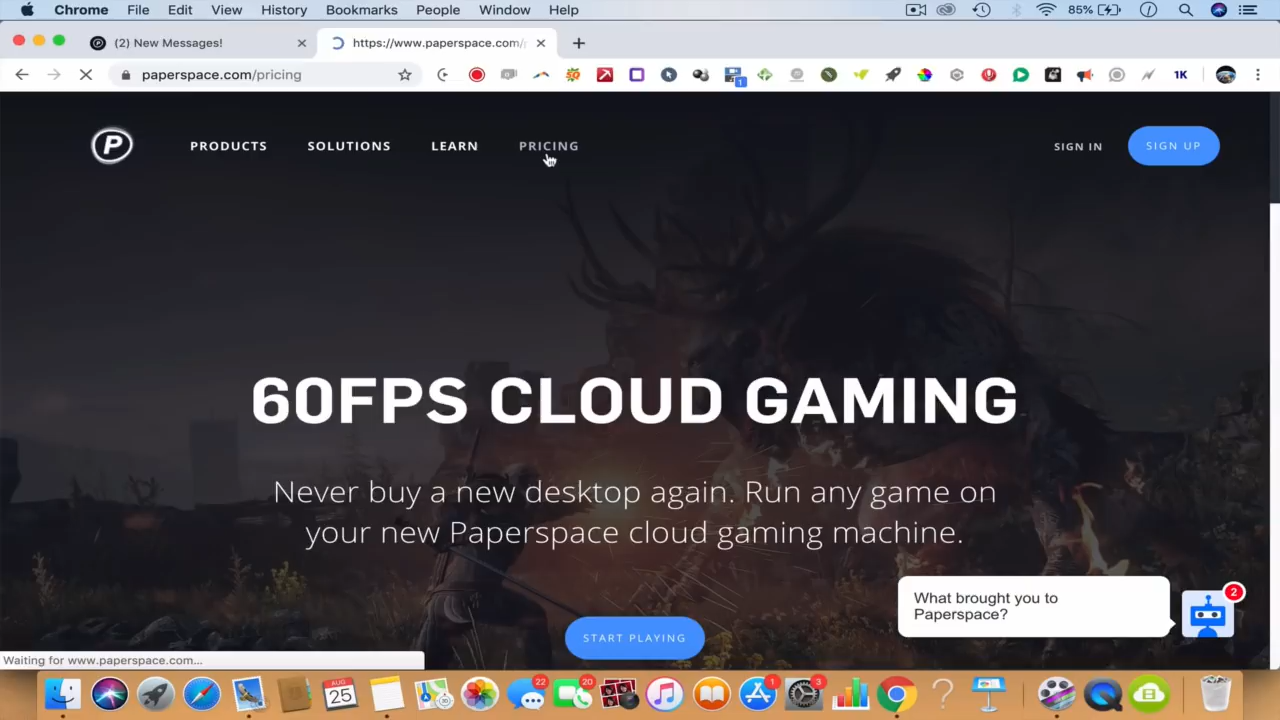 Chrome File Edit View History Bookmarks People Window Help 85%
(2) New Messages!
https://www.paperspace.com/
paperspace.com/pricing
1
1K
P PRODUCTS SOLUTIONS LEARN PRICING SIGN IN SIGN UP
60FPS CLOUD GAMING
Never buy a new desktop again. Run any game on
your new Paperspace cloud gaming machine.
What brought you to
Paperspace?
2
START PLAYING
Waiting for www.paperspace.com...
AUG
25
22
20
1
3